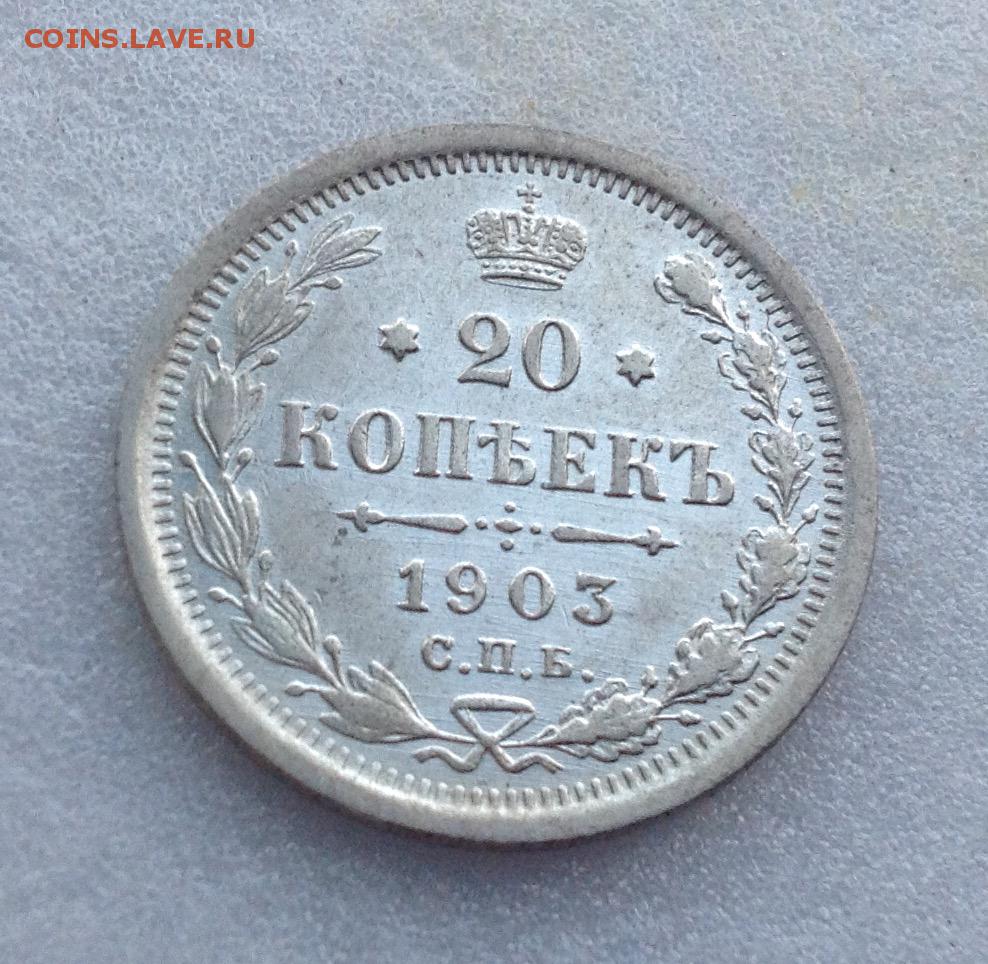 COINS.LAVE.RU
20
КОПѢЕКЪ
1903
С.П.Б.